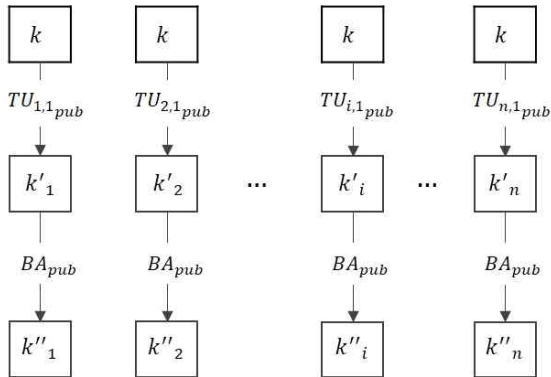 k k k k
TU₁,₁pub TU₂,₁pub TUᵢ,₁pub TUₙ,₁pub
k'₁ k'₂ ... k'ᵢ ... k'ₙ
BApub BApub BApub BApub
k''₁ k''₂ k''ᵢ k''ₙ